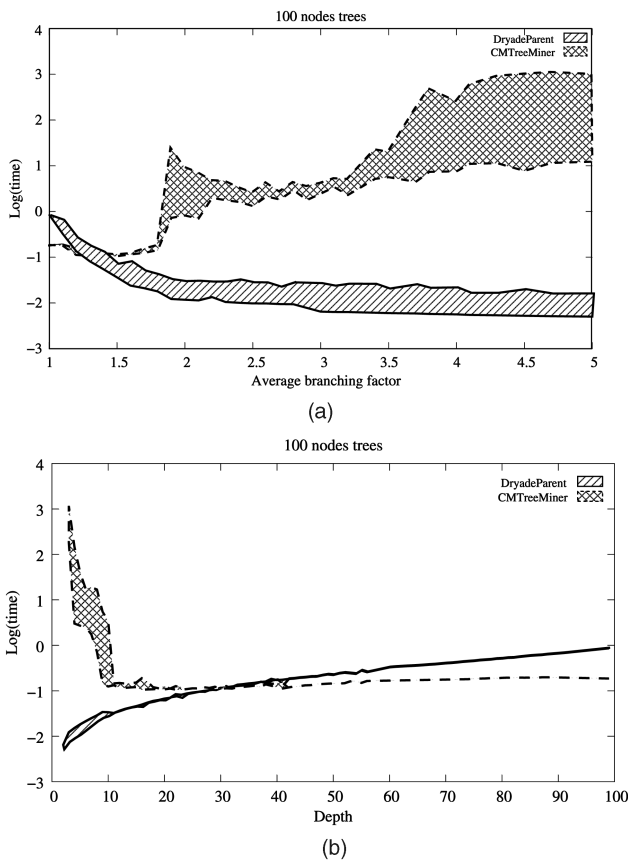 100 nodes trees
4
3
2
1
0
−1
−2
−3
Log(time)
DryadeParent
CMTreeMiner
1 1.5 2 2.5 3 3.5 4 4.5 5
Average branching factor
(a)
100 nodes trees
4
3
2
1
0
−1
−2
−3
Log(time)
DryadeParent
CMTreeMiner
0 10 20 30 40 50 60 70 80 90 100
Depth
(b)